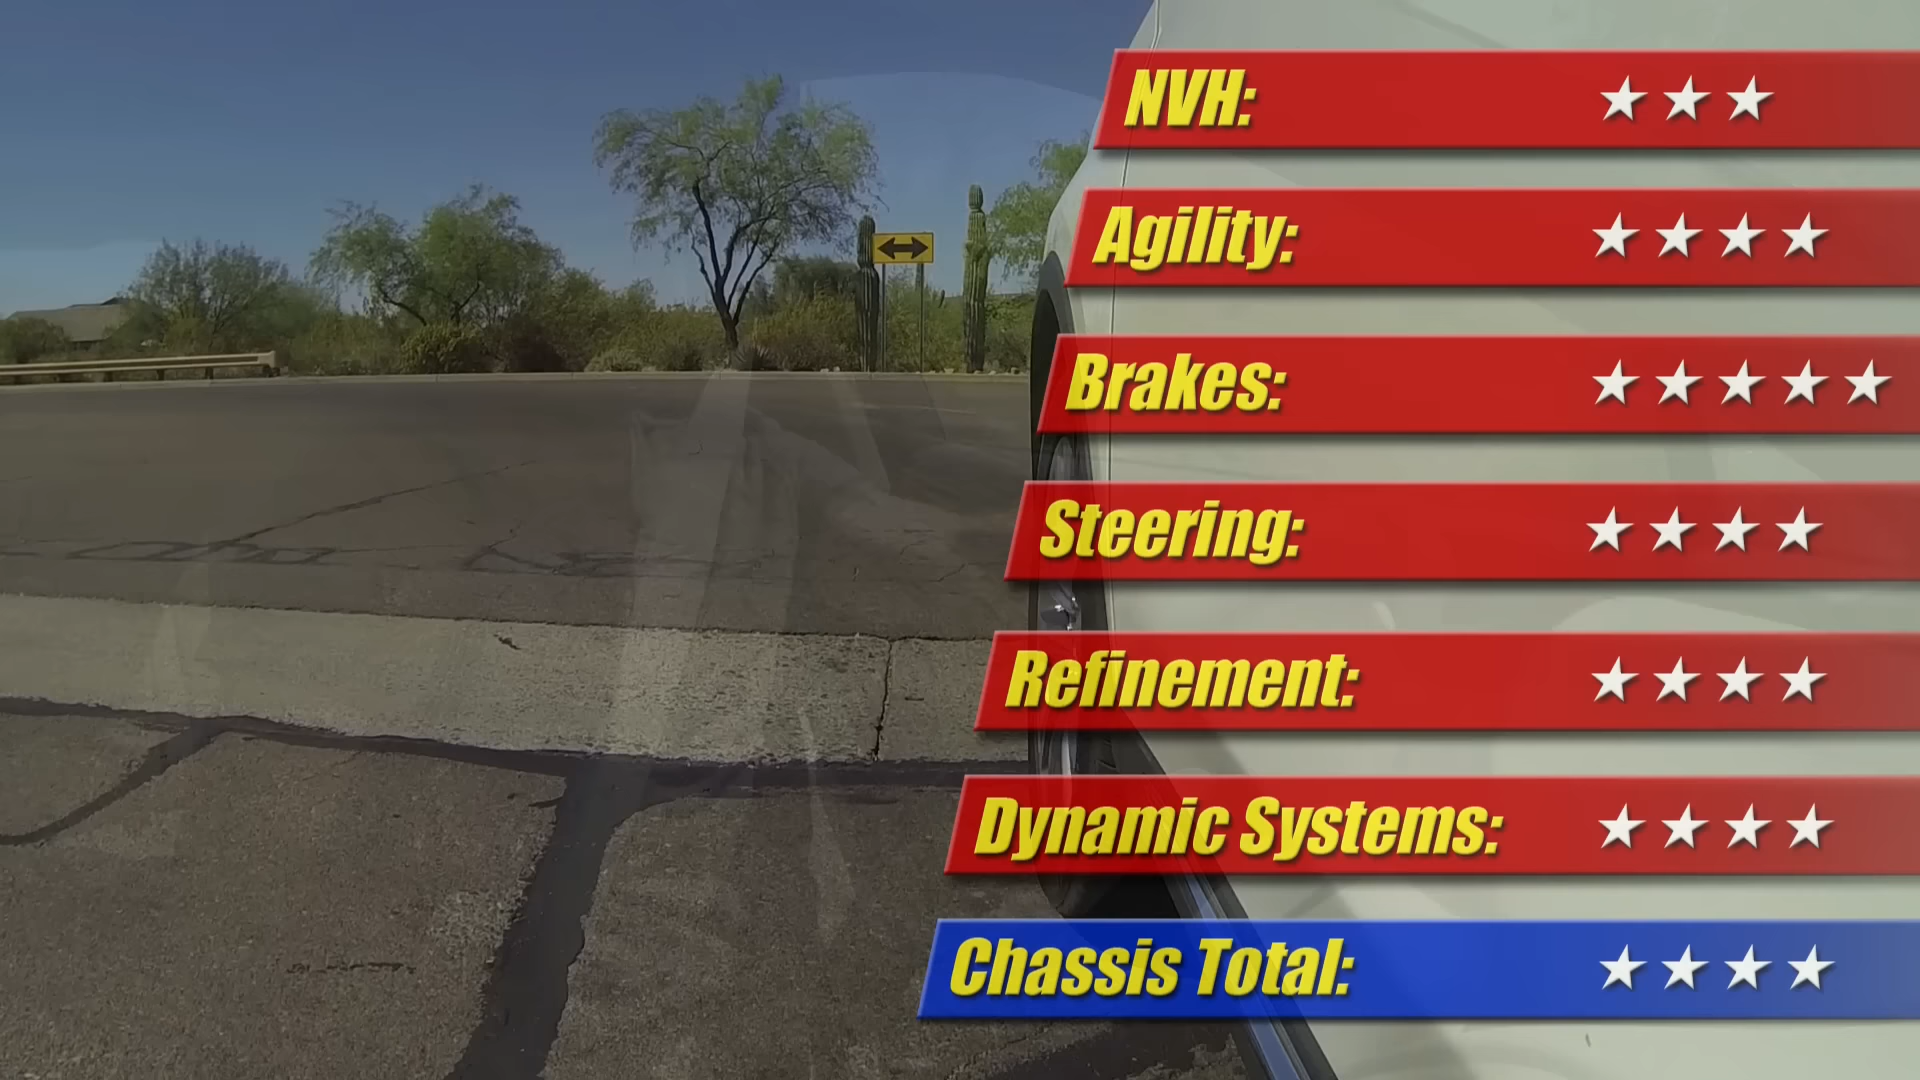 NVH: ★ ★ ★
Agility: ★ ★ ★ ★
Brakes: ★ ★ ★ ★ ★
Steering: ★ ★ ★ ★
Refinement: ★ ★ ★ ★
Dynamic Systems: ★ ★ ★ ★
Chassis Total: ★ ★ ★ ★